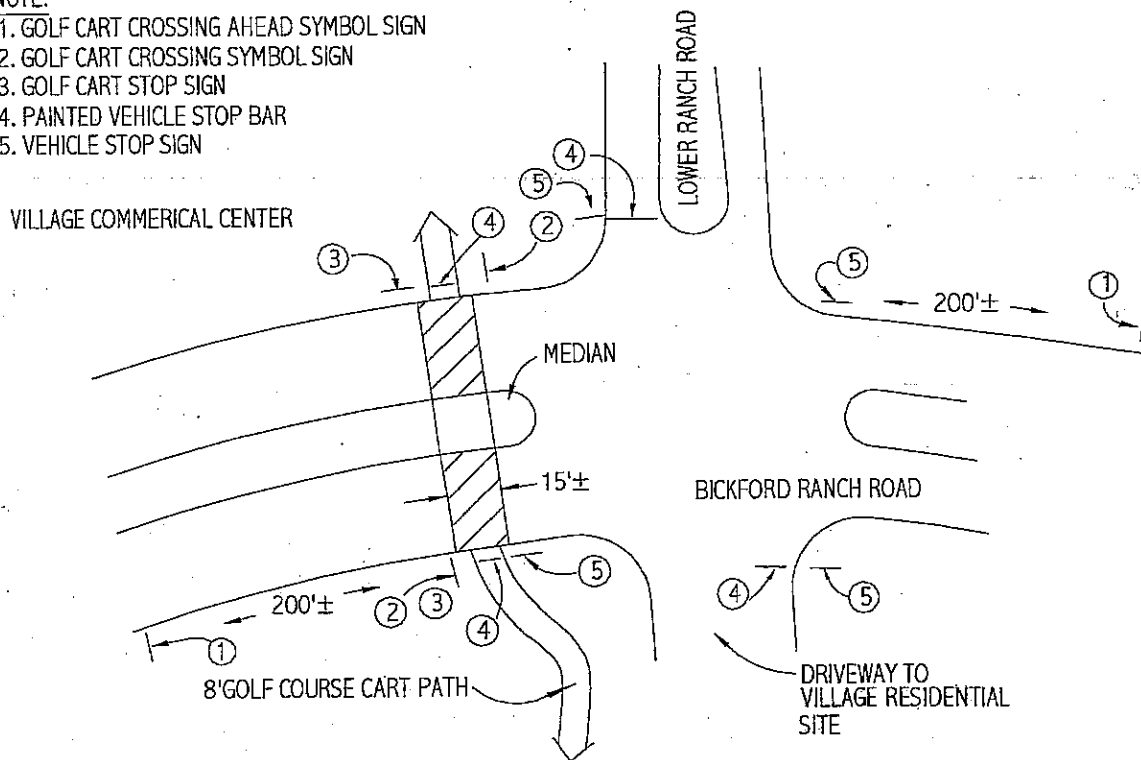 NOTE:
1. GOLF CART CROSSING AHEAD SYMBOL SIGN
2. GOLF CART CROSSING SYMBOL SIGN
3. GOLF CART STOP SIGN
4. PAINTED VEHICLE STOP BAR
5. VEHICLE STOP SIGN
LOWER RANCH ROAD
4
5
VILLAGE COMMERICAL CENTER
4
2
3
5
200'±
1
MEDIAN
15'±
BICKFORD RANCH ROAD
5
4
5
200'±
2
3
4
1
8'GOLF COURSE CART PATH
DRIVEWAY TO
VILLAGE RESIDENTIAL
SITE